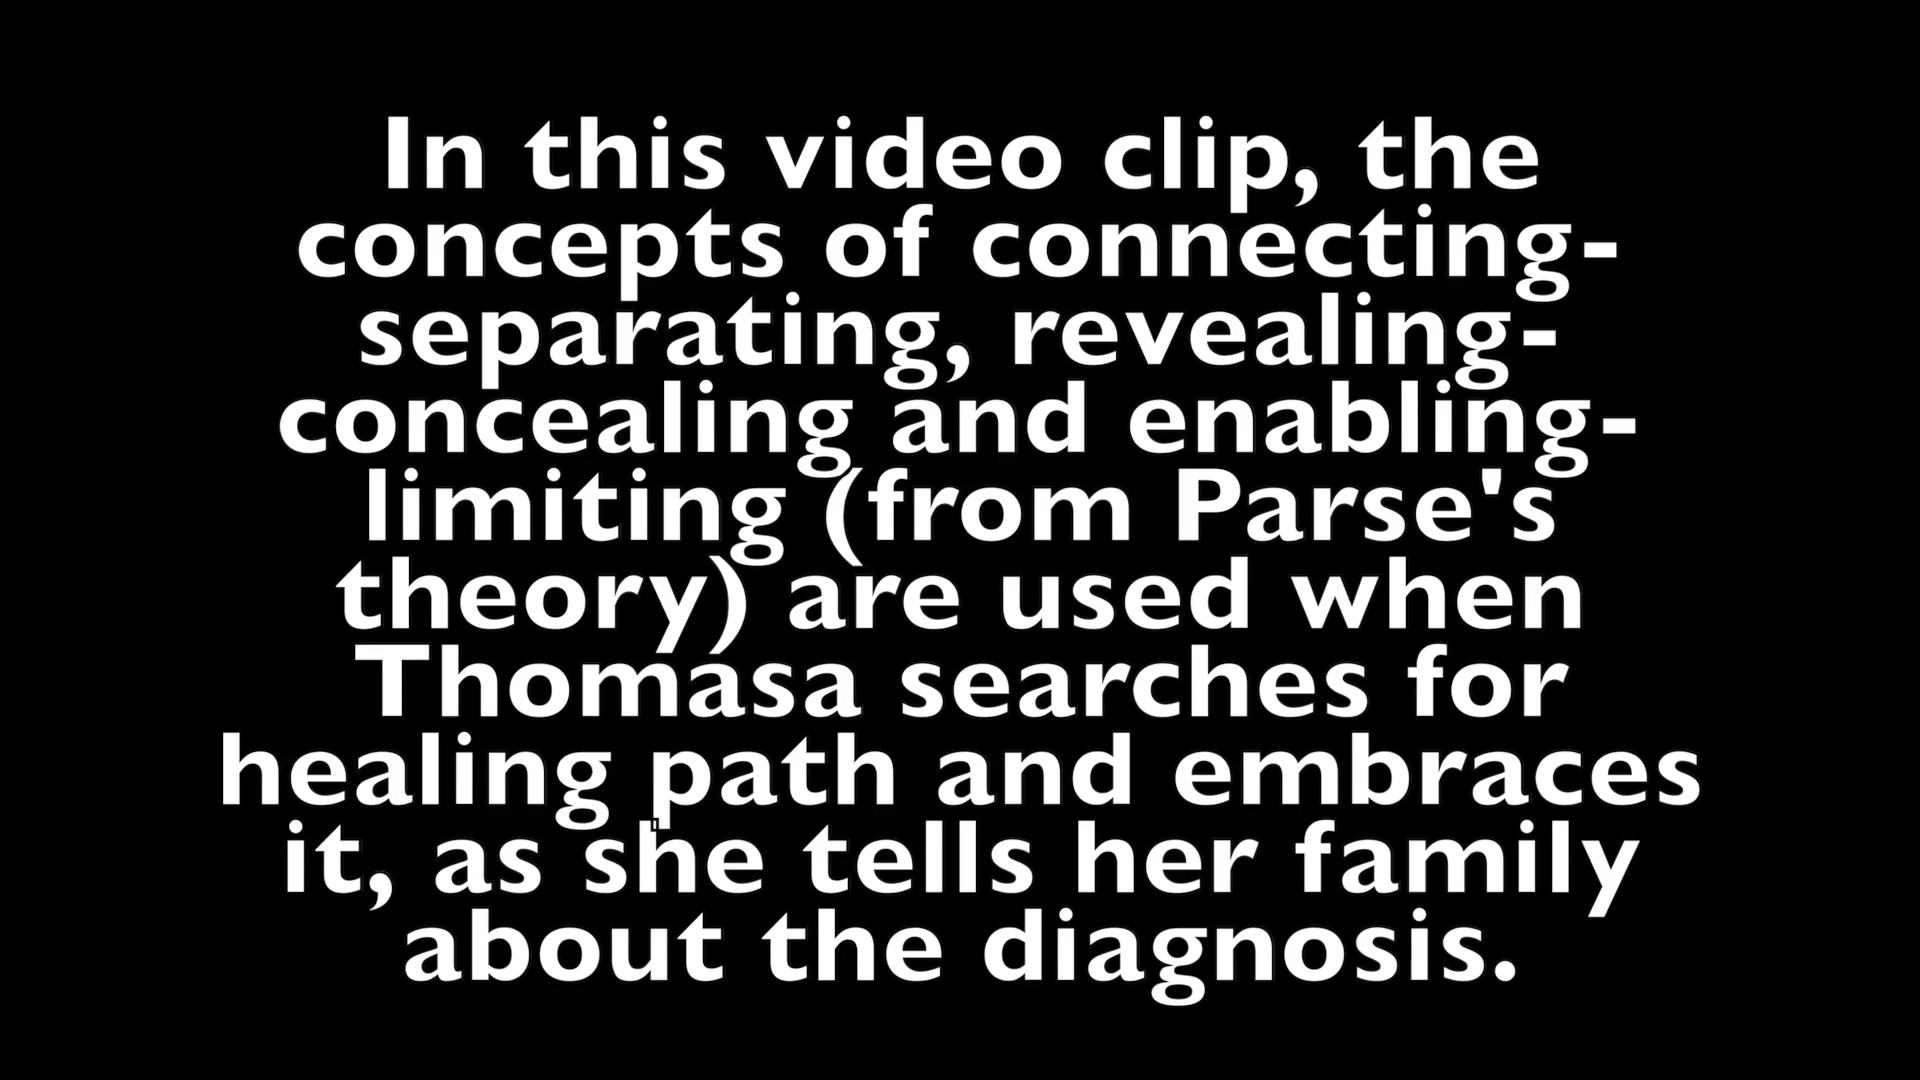 In this video clip, the
concepts of connecting-
separating, revealing-
concealing and enabling-
limiting (from Parse's
theory) are used when
Thomasa searches for
healing path and embraces
it, as she tells her family
about the diagnosis.